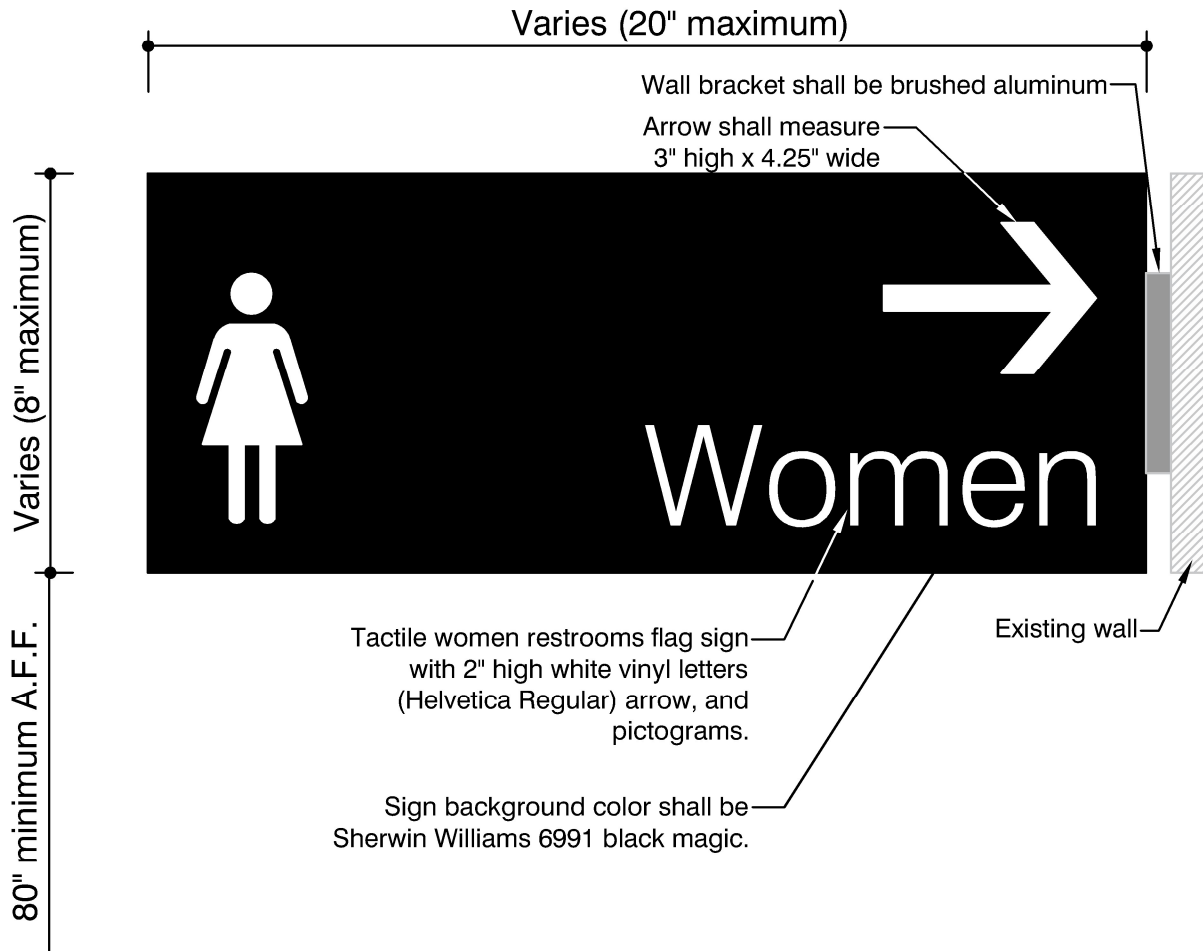 Varies (20" maximum)
Wall bracket shall be brushed aluminum
Arrow shall measure
3" high x 4.25" wide
Varies (8" maximum)
Women
Tactile women restrooms flag sign
with 2" high white vinyl letters
(Helvetica Regular) arrow, and
pictograms.
Existing wall
80" minimum A.F.F.
Sign background color shall be
Sherwin Williams 6991 black magic.